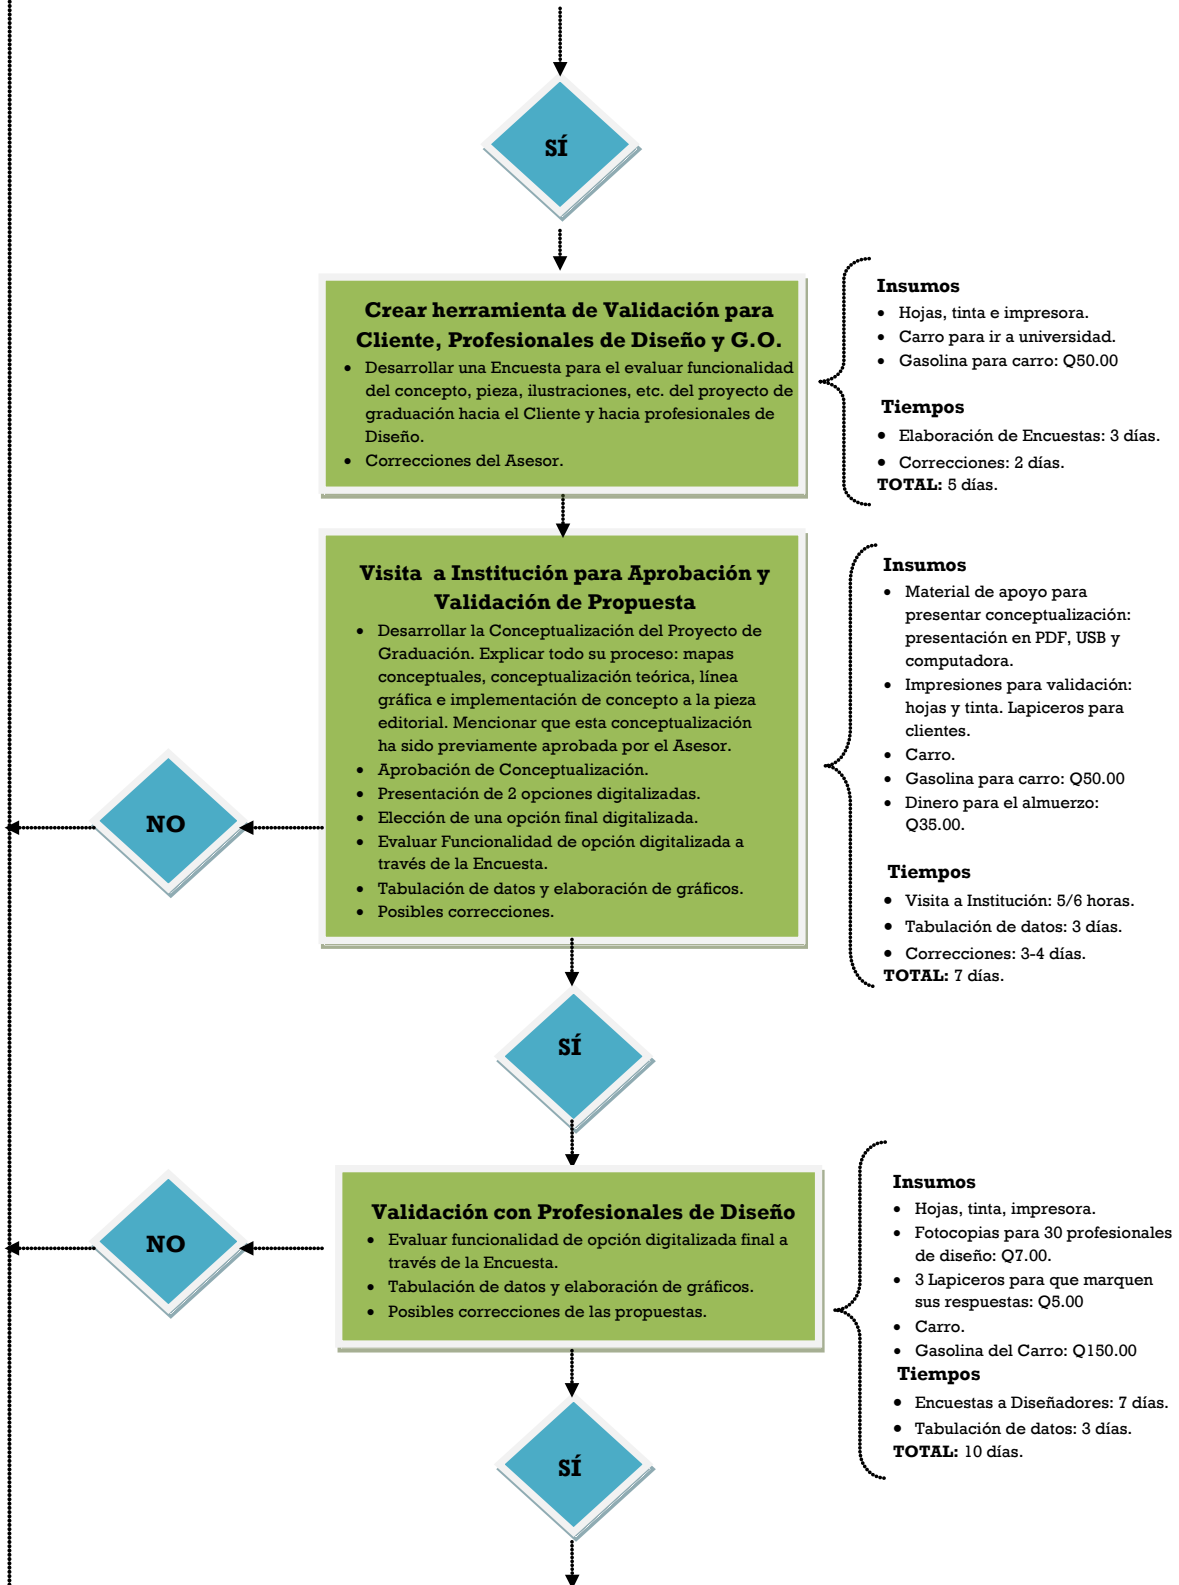 SÍ
Crear herramienta de Validación para
Cliente, Profesionales de Diseño y G.O.
• Desarrollar una Encuesta para el evaluar funcionalidad
del concepto, pieza, ilustraciones, etc. del proyecto de
graduación hacia el Cliente y hacia profesionales de
Diseño.
• Correcciones del Asesor.
Insumos
• Hojas, tinta e impresora.
• Carro para ir a universidad.
• Gasolina para carro: Q50.00
Tiempos
• Elaboración de Encuestas: 3 días.
• Correcciones: 2 días.
TOTAL: 5 días.
Visita a Institución para Aprobación y
Validación de Propuesta
• Desarrollar la Conceptualización del Proyecto de
Graduación. Explicar todo su proceso: mapas
conceptuales, conceptualización teórica, línea
gráfica e implementación de concepto a la pieza
editorial. Mencionar que esta conceptualización
ha sido previamente aprobada por el Asesor.
• Aprobación de Conceptualización.
• Presentación de 2 opciones digitalizadas.
• Elección de una opción final digitalizada.
• Evaluar Funcionalidad de opción digitalizada a
través de la Encuesta.
• Tabulación de datos y elaboración de gráficos.
• Posibles correcciones.
NO
Insumos
• Material de apoyo para
presentar conceptualización:
presentación en PDF, USB y
computadora.
• Impresiones para validación:
hojas y tinta. Lapiceros para
clientes.
• Carro.
• Gasolina para carro: Q50.00
• Dinero para el almuerzo:
Q35.00.
Tiempos
• Visita a Institución: 5/6 horas.
• Tabulación de datos: 3 días.
• Correcciones: 3-4 días.
TOTAL: 7 días.
SÍ
Validación con Profesionales de Diseño
• Evaluar funcionalidad de opción digitalizada final a
través de la Encuesta.
• Tabulación de datos y elaboración de gráficos.
• Posibles correcciones de las propuestas.
NO
Insumos
• Hojas, tinta, impresora.
• Fotocopias para 30 profesionales
de diseño: Q7.00.
• 3 Lapiceros para que marquen
sus respuestas: Q5.00
• Carro.
• Gasolina del Carro: Q150.00
Tiempos
• Encuestas a Diseñadores: 7 días.
• Tabulación de datos: 3 días.
TOTAL: 10 días.
SÍ